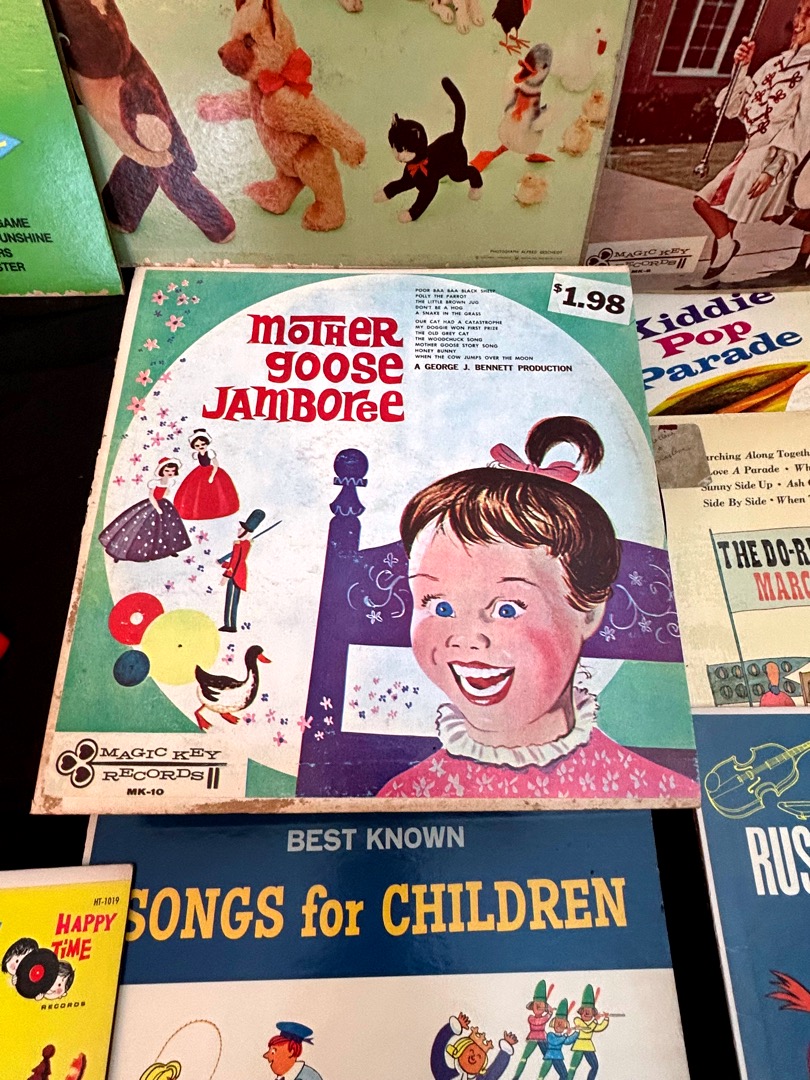 GAME
UNSHINE
RS
STER
PHOTOGRAPH: ALFRED GESCHEIDT
MAGIC KEY
RECORDS
MK-8
mOTHER
goose
JAMBOREE
POOR BAA BAA BLACK SHEEP
POLLY THE PARROT
THE LITTLE BROWN JUG
DON'T BE A HOG
A SNAKE IN THE GRASS
OUR CAT HAD A CATASTROPHE
MY DOGGIE WON FIRST PRIZE
THE OLD GREY CAT
THE WOODCHUCK SONG
MOTHER GOOSE STORY SONG
HONEY BUNNY
WHEN THE COW JUMPS OVER THE MOON
A GEORGE J. BENNETT PRODUCTION
$1.98
MAGIC KEY
RECORDS
MK-10
Kiddie
Pop
Parade
arching Along Togeth
Love A Parade • Wh
Sunny Side Up • Ash
Side By Side • When
THE DO-R
MARC
RUS
BEST KNOWN
SONGS for CHILDREN
HT-1019
HAPPY
TIME
RECORDS